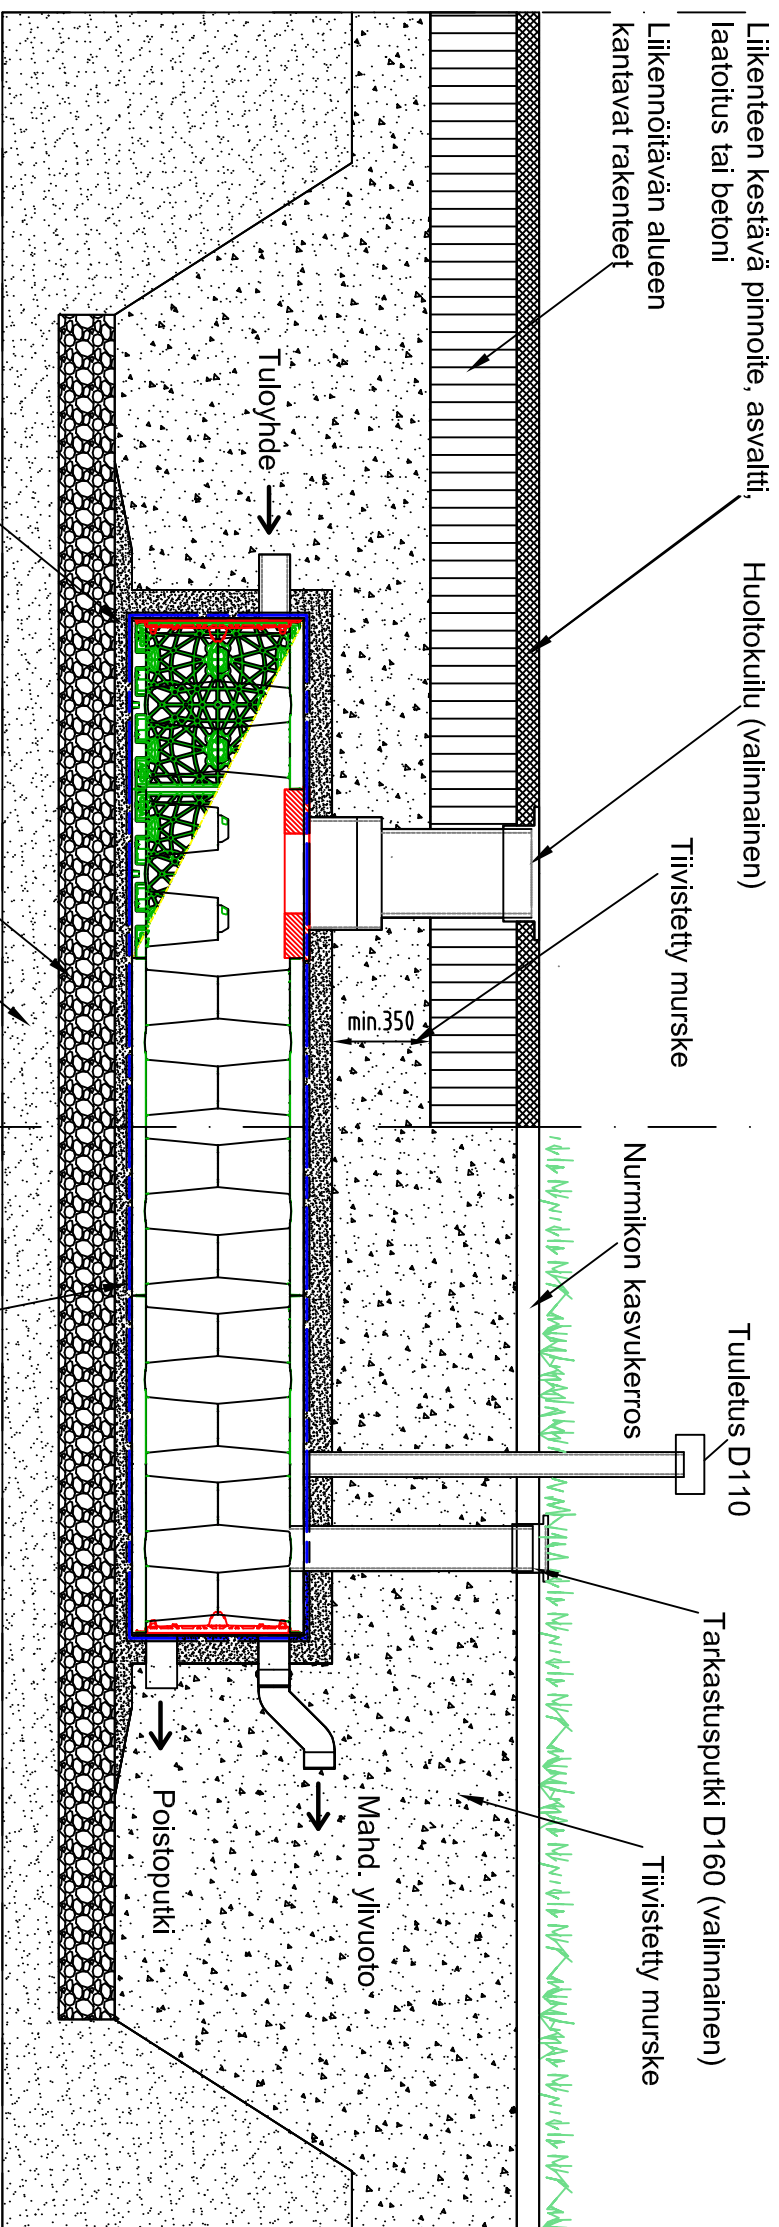 Liikenteen kestävä pinnoite, asvaltti,
laatoitus tai betoni
Liikennöitävän alueen
kantavat rakenteet
Huoltokuilu (valinnainen)
Tiivistetty murske
min.350
Nurmikon kasvukerros
Tuuletus D110
Tarkastusputki D160 (valinnainen)
Tiivistetty murske
Tuloyhde
Mahd. ylivuoto
Poistoputki